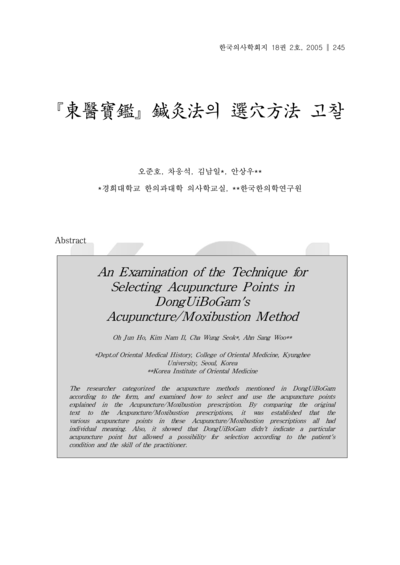 한국의사학회지 18권 2호, 2005 | 245
『東醫寶鑑』 鍼灸法의 選穴方法 고찰
오준호, 차웅석, 김남일*, 안상우**
*경희대학교 한의과대학 의사학교실, **한국한의학연구원
Abstract
An Examination of the Technique for
Selecting Acupuncture Points in
DongUiBoGam's
Acupuncture/Moxibustion Method
Oh Jun Ho, Kim Nam Il, Cha Wung Seok*, Ahn Sang Woo**
*Dept.of Oriental Medical History, College of Oriental Medicine, Kyunghee
University, Seoul, Korea
**Korea Institute of Oriental Medicine
The researcher categorized the acupuncture methods mentioned in DongUiBoGam
according to the form, and examined how to select and use the acupuncture points
explained in the Acupuncture/Moxibustion prescription. By comparing the original
text to the Acupuncture/Moxibustion prescriptions, it was established that the
various acupuncture points in these Acupuncture/Moxibustion prescriptions all had
individual meaning. Also, it showed that DongUiBoGam didn't indicate a particular
acupuncture point but allowed a possibility for selection according to the patient's
condition and the skill of the practitioner.